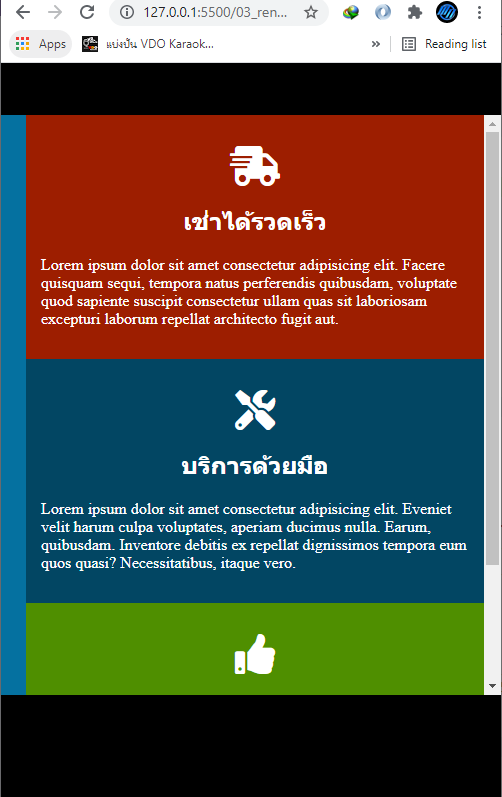 127.0.0.1:5500/03_ren...
Apps
แบ่งปัน VDO Karaok...
»
Reading list
เช่าได้รวดเร็ว
Lorem ipsum dolor sit amet consectetur adipisicing elit. Facere
quisquam sequi, tempora natus perferendis quibusdam, voluptate
quod sapiente suscipit consectetur ullam quas sit laboriosam
excepturi laborum repellat architecto fugit aut.
บริการด้วยมือ
Lorem ipsum dolor sit amet consectetur adipisicing elit. Eveniet
velit harum culpa voluptates, aperiam ducimus nulla. Earum,
quibusdam. Inventore debitis ex repellat dignissimos tempora eum
quos quasi? Necessitatibus, itaque vero.